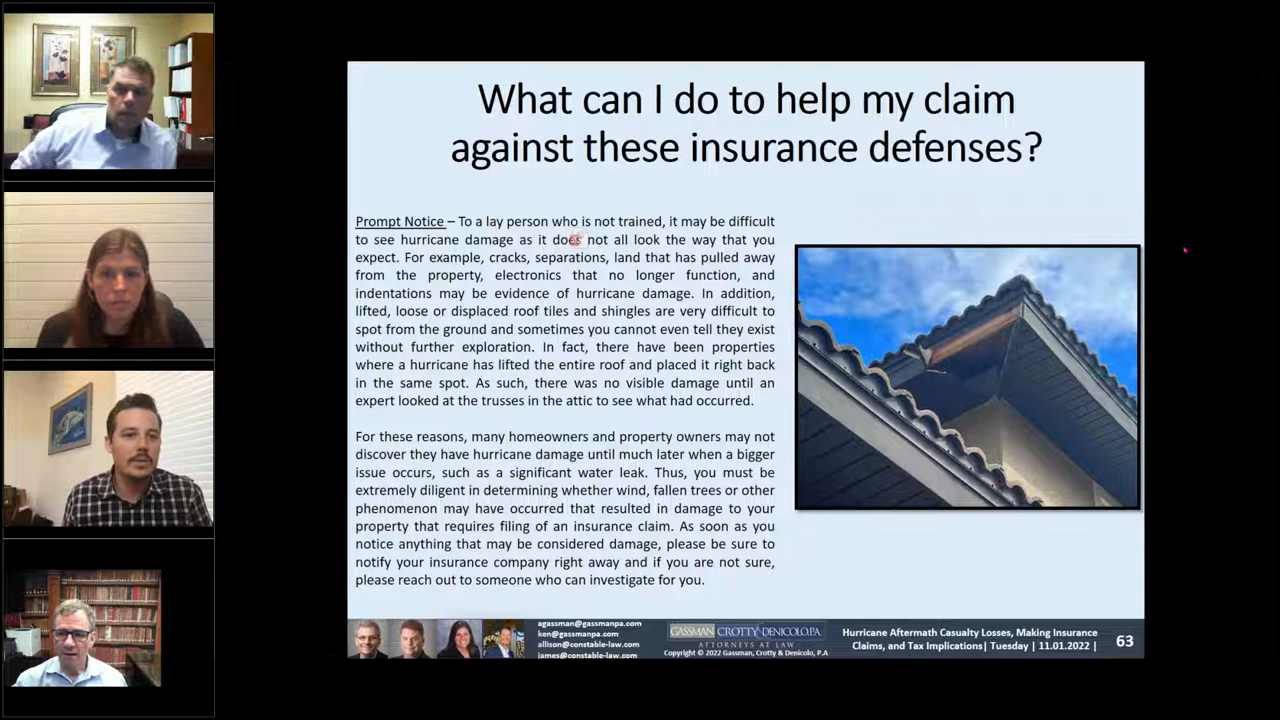 What can I do to help my claim
against these insurance defenses?
Prompt Notice – To a lay person who is not trained, it may be difficult
to see hurricane damage as it does not all look the way that you
expect. For example, cracks, separations, land that has pulled away
from the property, electronics that no longer function, and
indentations may be evidence of hurricane damage. In addition,
lifted, loose or displaced roof tiles and shingles are very difficult to
spot from the ground and sometimes you cannot even tell they exist
without further exploration. In fact, there have been properties
where a hurricane has lifted the entire roof and placed it right back
in the same spot. As such, there was no visible damage until an
expert looked at the trusses in the attic to see what had occurred.
For these reasons, many homeowners and property owners may not
discover they have hurricane damage until much later when a bigger
issue occurs, such as a significant water leak. Thus, you must be
extremely diligent in determining whether wind, fallen trees or other
phenomenon may have occurred that resulted in damage to your
property that requires filing of an insurance claim. As soon as you
notice anything that may be considered damage, please be sure to
notify your insurance company right away and if you are not sure,
please reach out to someone who can investigate for you.
agassman@gassmanpa.com
ken@gassmanpa.com
allison@constable-law.com
james@constable-law.com
GASSMAN CROTTY & DENICOLO, P.A.
ATTORNEYS AT LAW
Copyright © 2022 Gassman, Crotty & Denicolo, P.A
Hurricane Aftermath Casualty Losses, Making Insurance
Claims, and Tax Implications| Tuesday | 11.01.2022 |
63